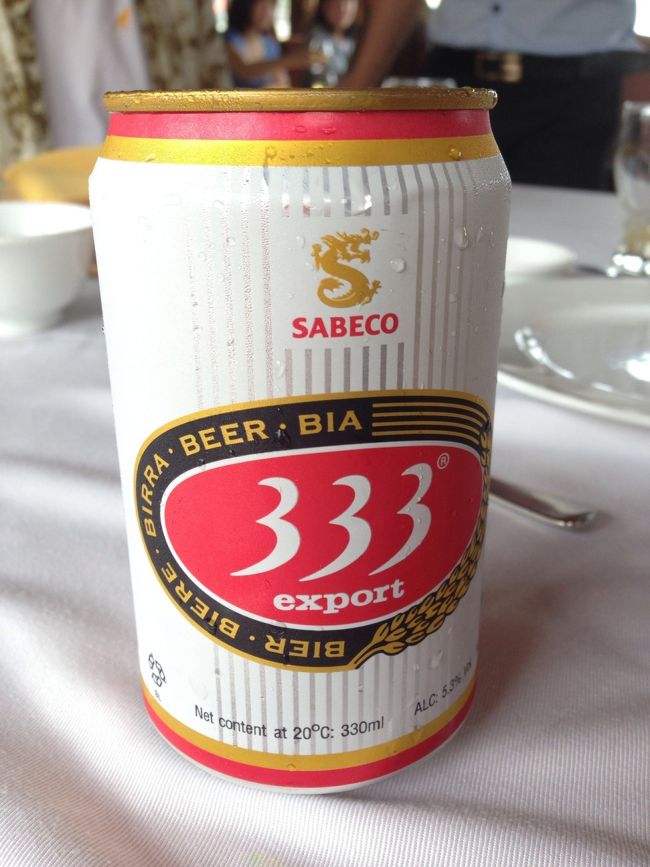 SABECO
BIER · BIERE · BIRRA · BEER · BIA
333®
export
Net content at 20°C: 330ml
ALC: 5.3%